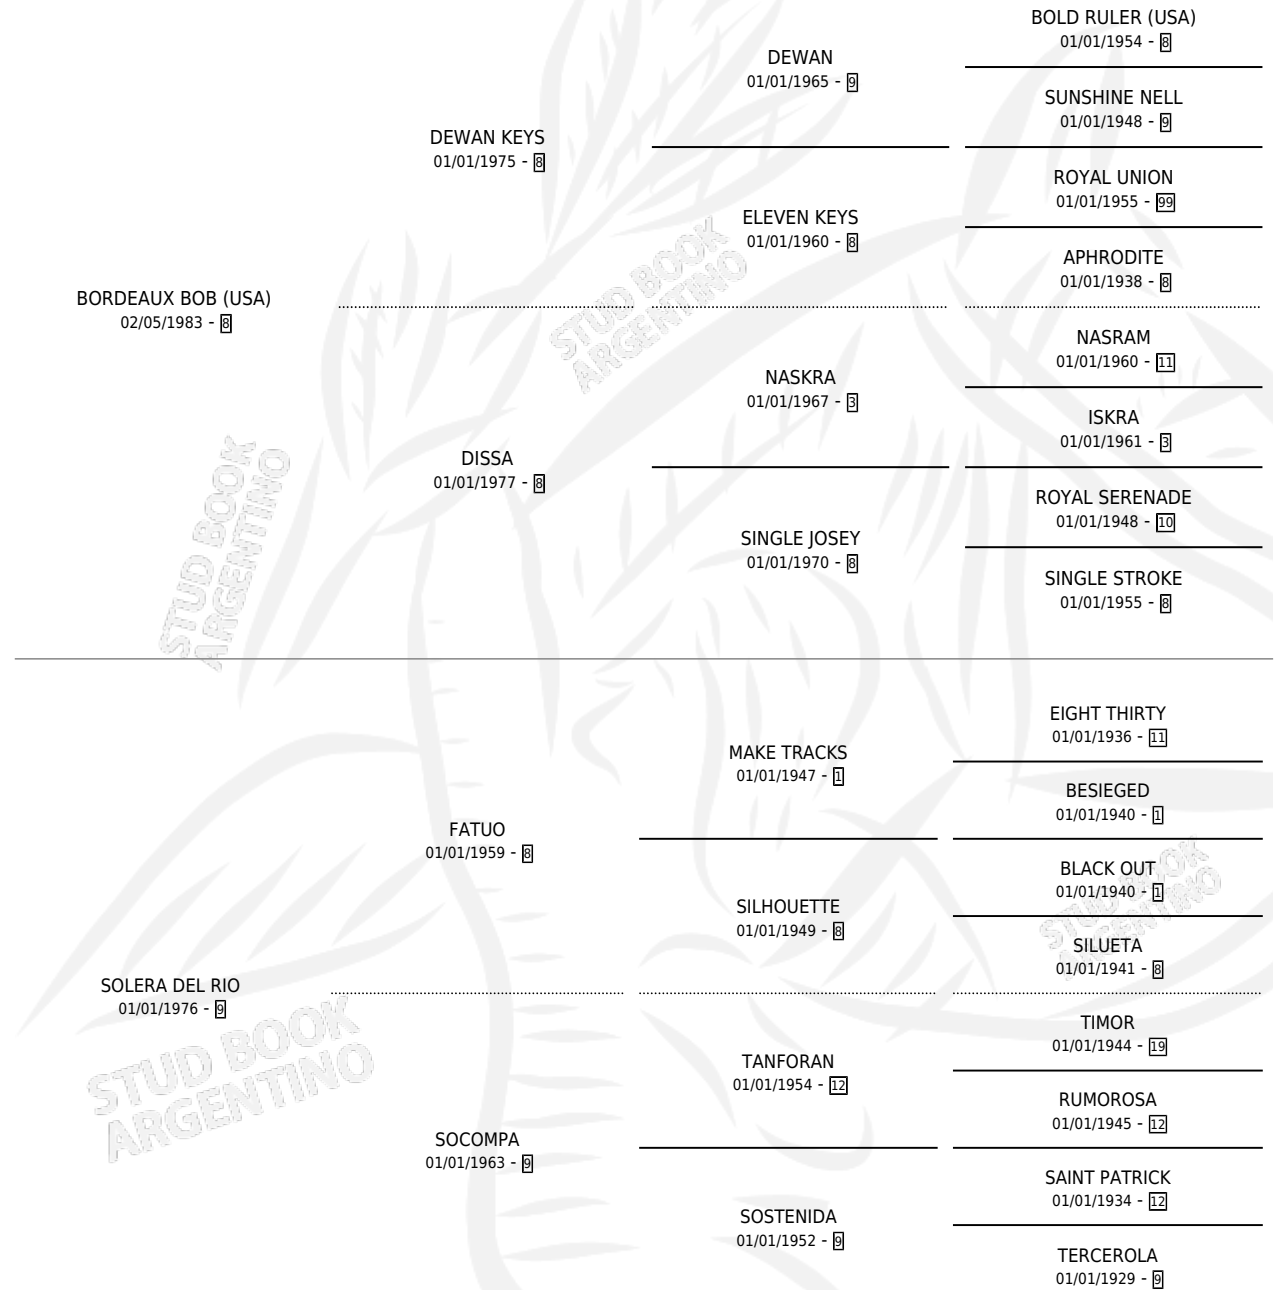 BOLD RULER (USA)
01/01/1954 - 8
DEWAN
01/01/1965 - 9
SUNSHINE NELL
01/01/1948 - 9
DEWAN KEYS
01/01/1975 - 8
ROYAL UNION
01/01/1955 - 99
ELEVEN KEYS
01/01/1960 - 8
APHRODITE
01/01/1938 - 8
BORDEAUX BOB (USA)
02/05/1983 - 8
NASRAM
01/01/1960 - 11
NASKRA
01/01/1967 - 3
ISKRA
01/01/1961 - 3
DISSA
01/01/1977 - 8
ROYAL SERENADE
01/01/1948 - 10
SINGLE JOSEY
01/01/1970 - 8
SINGLE STROKE
01/01/1955 - 8
EIGHT THIRTY
01/01/1936 - 11
MAKE TRACKS
01/01/1947 - 1
BESIEGED
01/01/1940 - 1
FATUO
01/01/1959 - 8
BLACK OUT
01/01/1940 - 1
SILHOUETTE
01/01/1949 - 8
SILUETA
01/01/1941 - 8
SOLERA DEL RIO
01/01/1976 - 9
TIMOR
01/01/1944 - 19
TANFORAN
01/01/1954 - 12
RUMOROSA
01/01/1945 - 12
SOCOMPA
01/01/1963 - 9
SAINT PATRICK
01/01/1934 - 12
SOSTENIDA
01/01/1952 - 9
TERCEROLA
01/01/1929 - 9
STUD BOOK
ARGENTINO
STUD BOOK
ARGENTINO
STUD BOOK
ARGENTINO
STUD BOOK
ARGENTINO